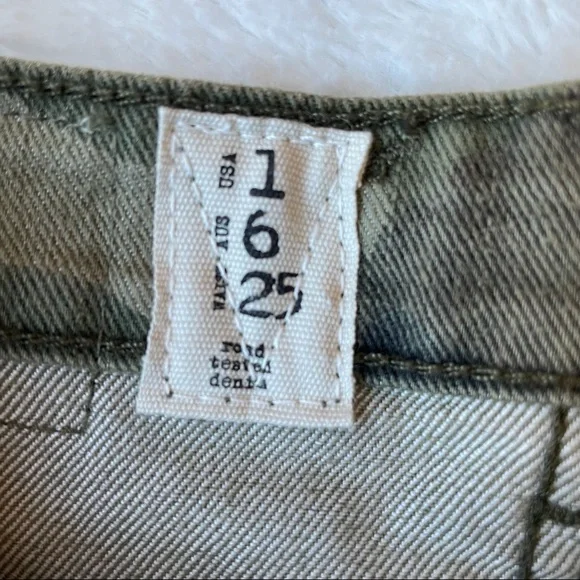 USA 1
AUS 6
WAIST 25
Road
tested
denim